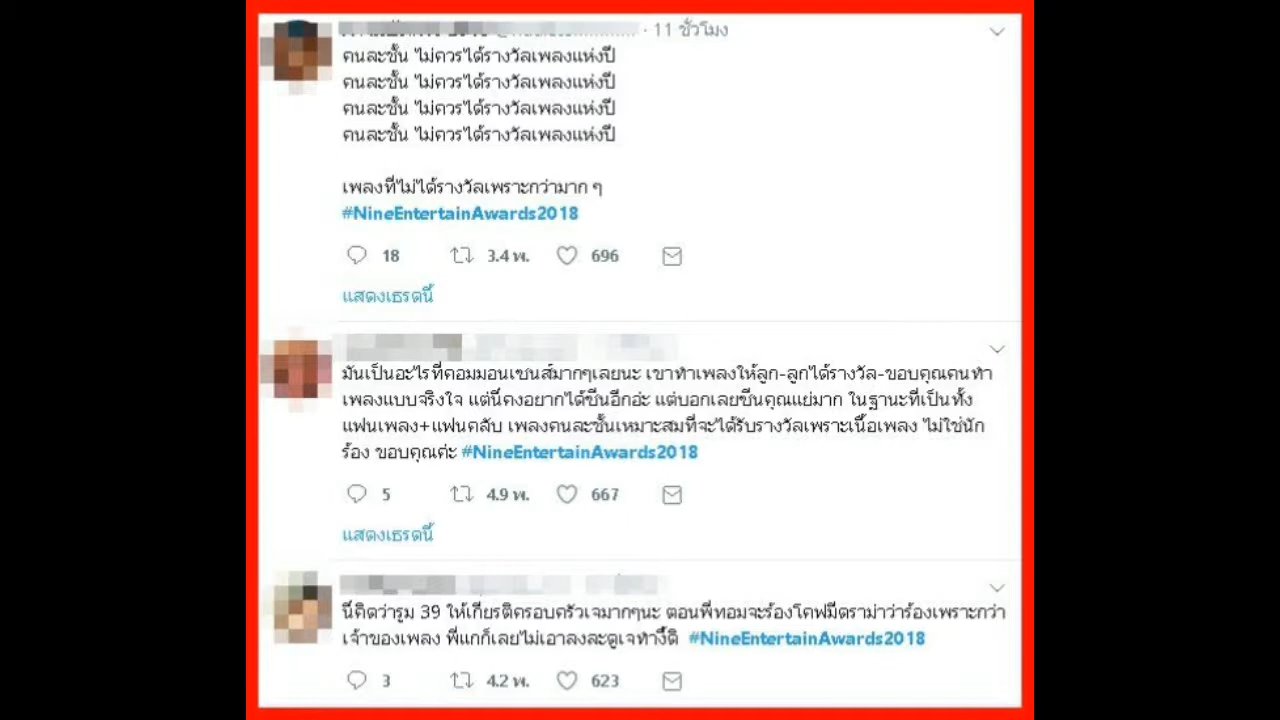 · 11 ชั่วโมง
คนละชั้น ไม่ควรได้รางวัลเพลงแห่งปี
คนละชั้น ไม่ควรได้รางวัลเพลงแห่งปี
คนละชั้น ไม่ควรได้รางวัลเพลงแห่งปี
คนละชั้น ไม่ควรได้รางวัลเพลงแห่งปี
เพลงที่ไม่ได้รางวัลเพราะกว่ามาก ๆ
#NineEntertainAwards2018
18 3.4 พ. 696
แสดงเธรดนี้
มันเป็นอะไรที่คอมมอนเซนส์มากๆเลยนะ เขาทำเพลงให้ลูก-ลูกได้รางวัล-ขอบคุณคนทำ
เพลงแบบจริงใจ แต่นี่คงอยากได้ซีนอีกอ่ะ แต่บอกเลยซีนคุณแย่มาก ในฐานะที่เป็นทั้ง
แฟนเพลง+แฟนคลับ เพลงคนละชั้นเหมาะสมที่จะได้รับรางวัลเพราะเนื้อเพลง ไม่ใช่นัก
ร้อง ขอบคุณค่ะ #NineEntertainAwards2018
5 4.9 พ. 667
แสดงเธรดนี้
นี่คิดว่ารูม 39 ให้เกียรติครอบครัวเจมากๆนะ ตอนพี่ทอมจะร้องโคฟมีดราม่าว่าร้องเพราะกว่า
เจ้าของเพลง พี่แกก็เลยไม่เอาลงละดูเจทำงี้ดิ #NineEntertainAwards2018
3 4.2 พ. 623